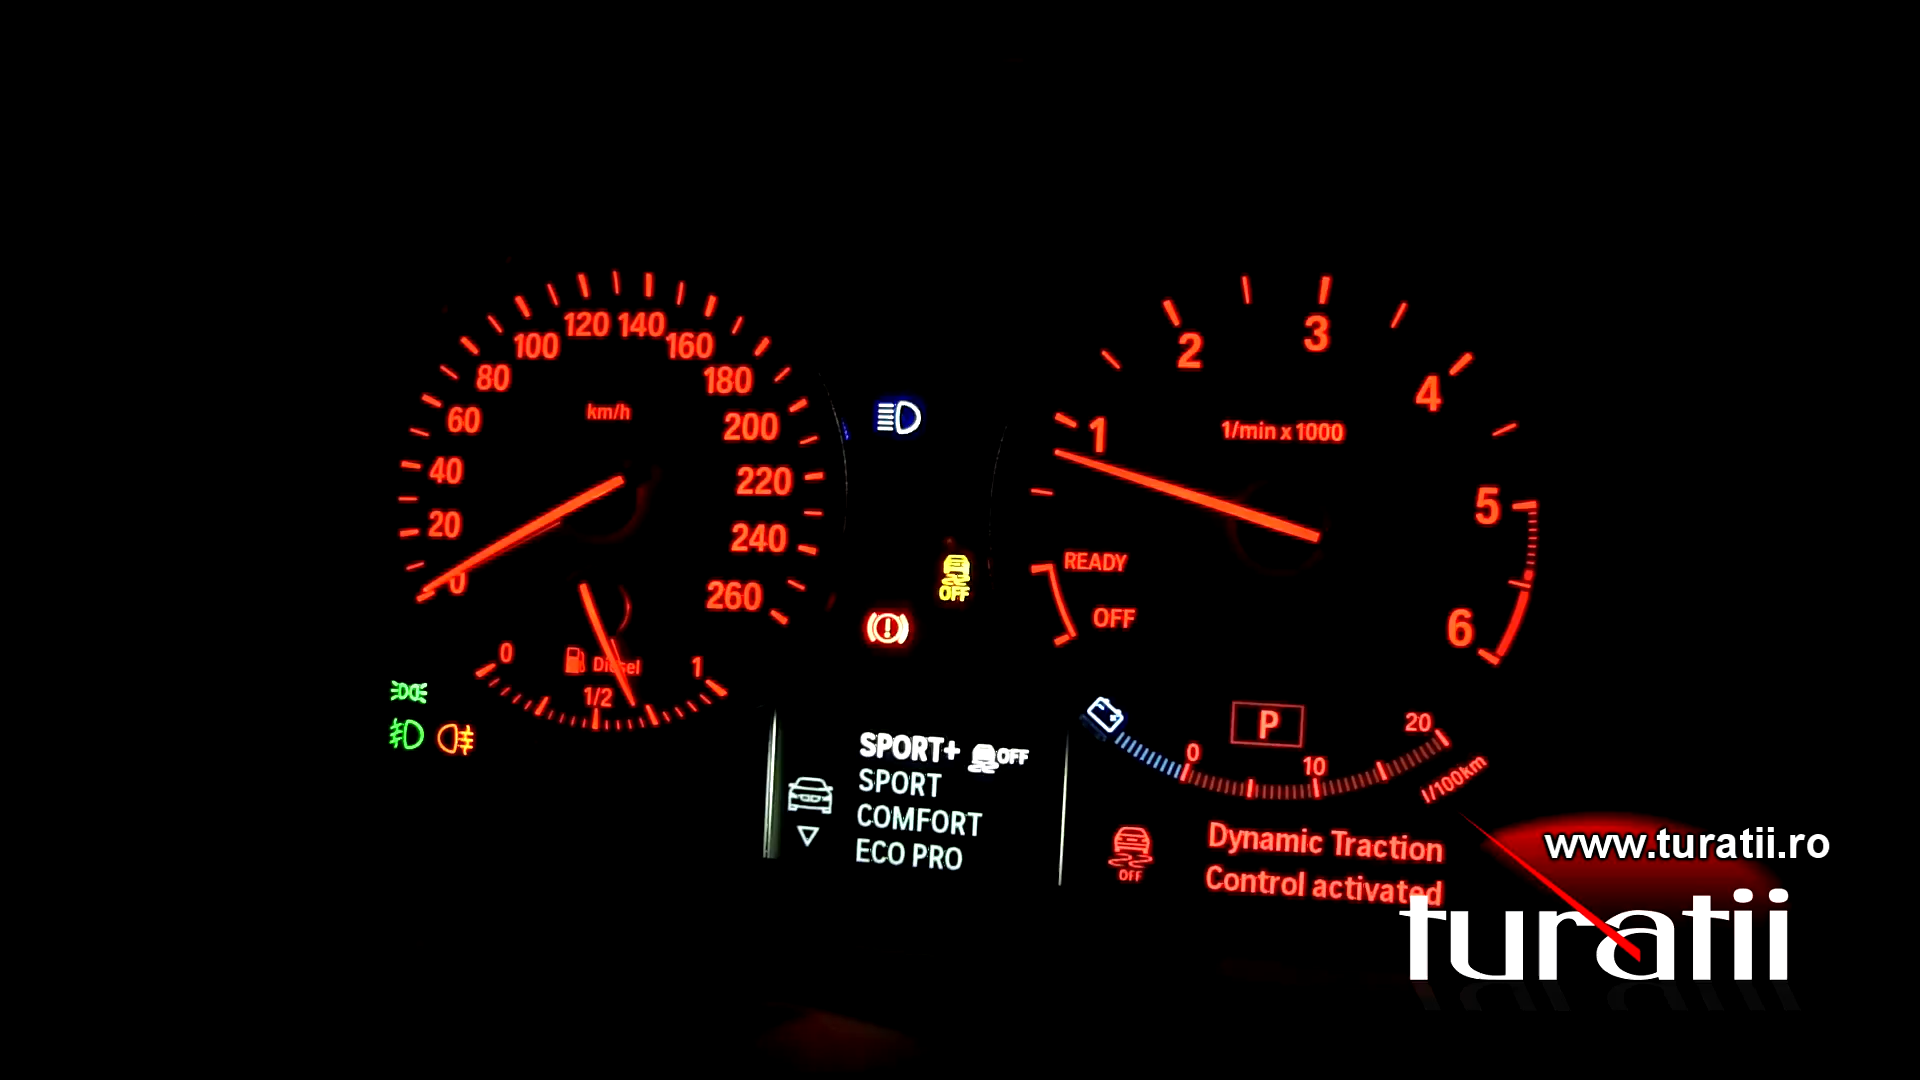 120 140
100
160
80
180
60
km/h
200
40
220
20
240
0
260
0
Diesel
1
1/2
2
3
4
1
1/min x 1000
5
READY
OFF
6
OFF
P
20
0
10
l/100km
SPORT+ OFF
SPORT
COMFORT
ECO PRO
Dynamic Traction
Control activated
OFF
www.turatii.ro
turatii